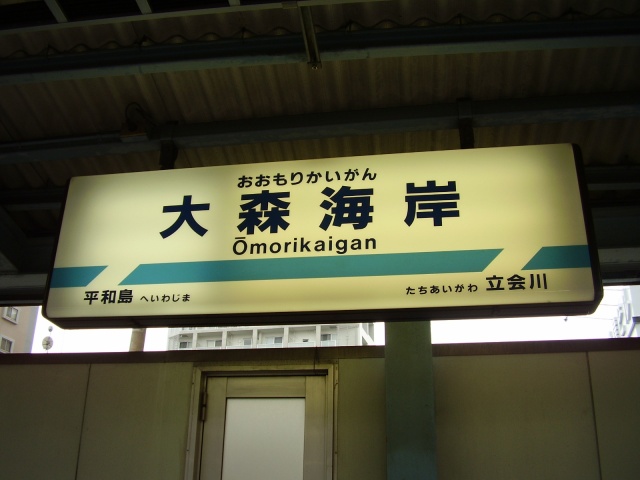 おおもりかいがん
大森海岸
Ōmorikaigan
平和島 へいわじま
たちあいがわ 立会川